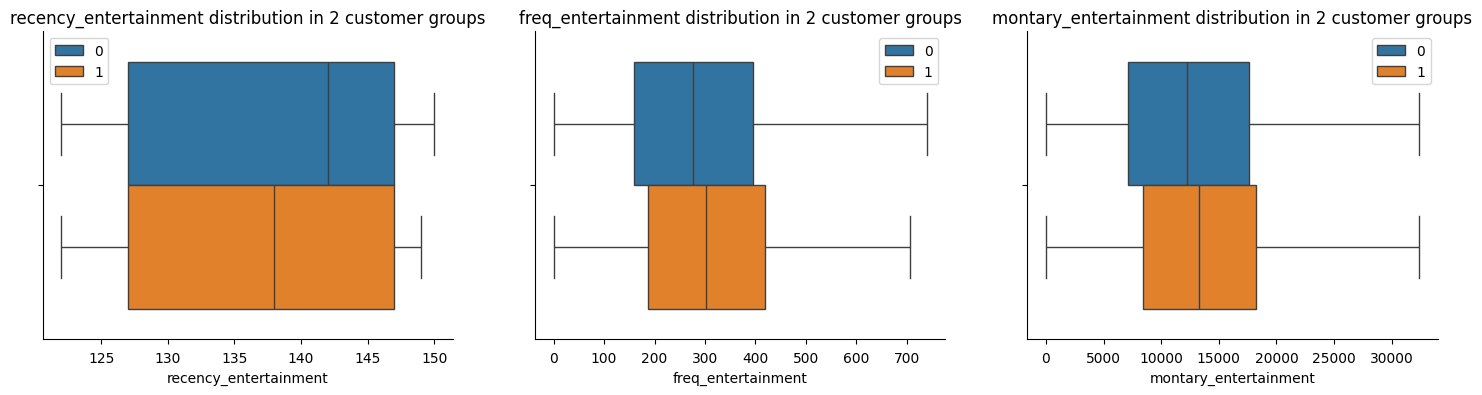 recency_entertainment distribution in 2 customer groups
0
1
125 130 135 140 145 150
recency_entertainment
freq_entertainment distribution in 2 customer groups
0
1
0 100 200 300 400 500 600 700
freq_entertainment
montary_entertainment distribution in 2 customer groups
0
1
0 5000 10000 15000 20000 25000 30000
montary_entertainment